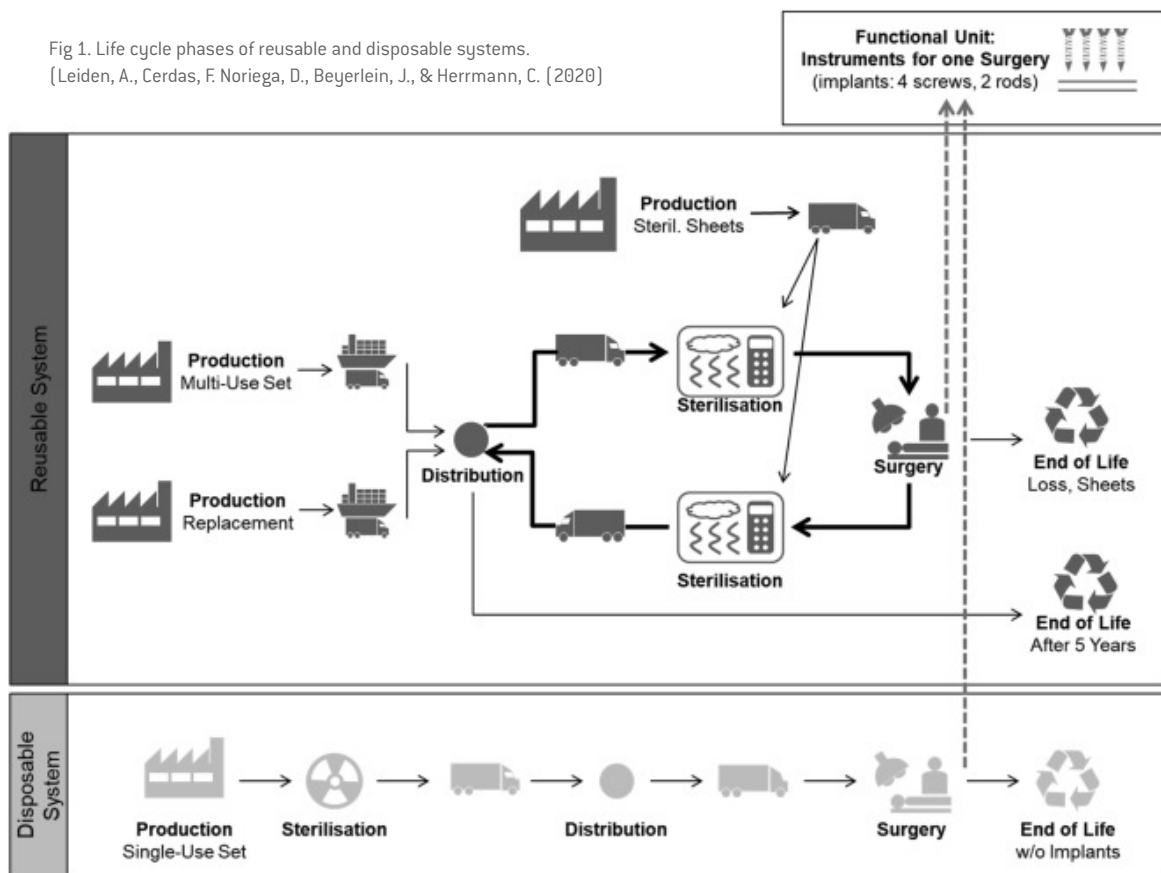 Fig 1. Life cycle phases of reusable and disposable systems.
(Leiden, A., Cerdas, F. Noriega, D., Beyerlein, J., & Herrmann, C. (2020)
Functional Unit:
Instruments for one Surgery
(implants: 4 screws, 2 rods)
Reusable System
Production
Steril. Sheets
Production
Multi-Use Set
Sterilisation
Distribution
Surgery
End of Life
Loss, Sheets
Production
Replacement
Sterilisation
End of Life
After 5 Years
Disposable
System
Production
Single-Use Set
Sterilisation
Distribution
Surgery
End of Life
w/o Implants